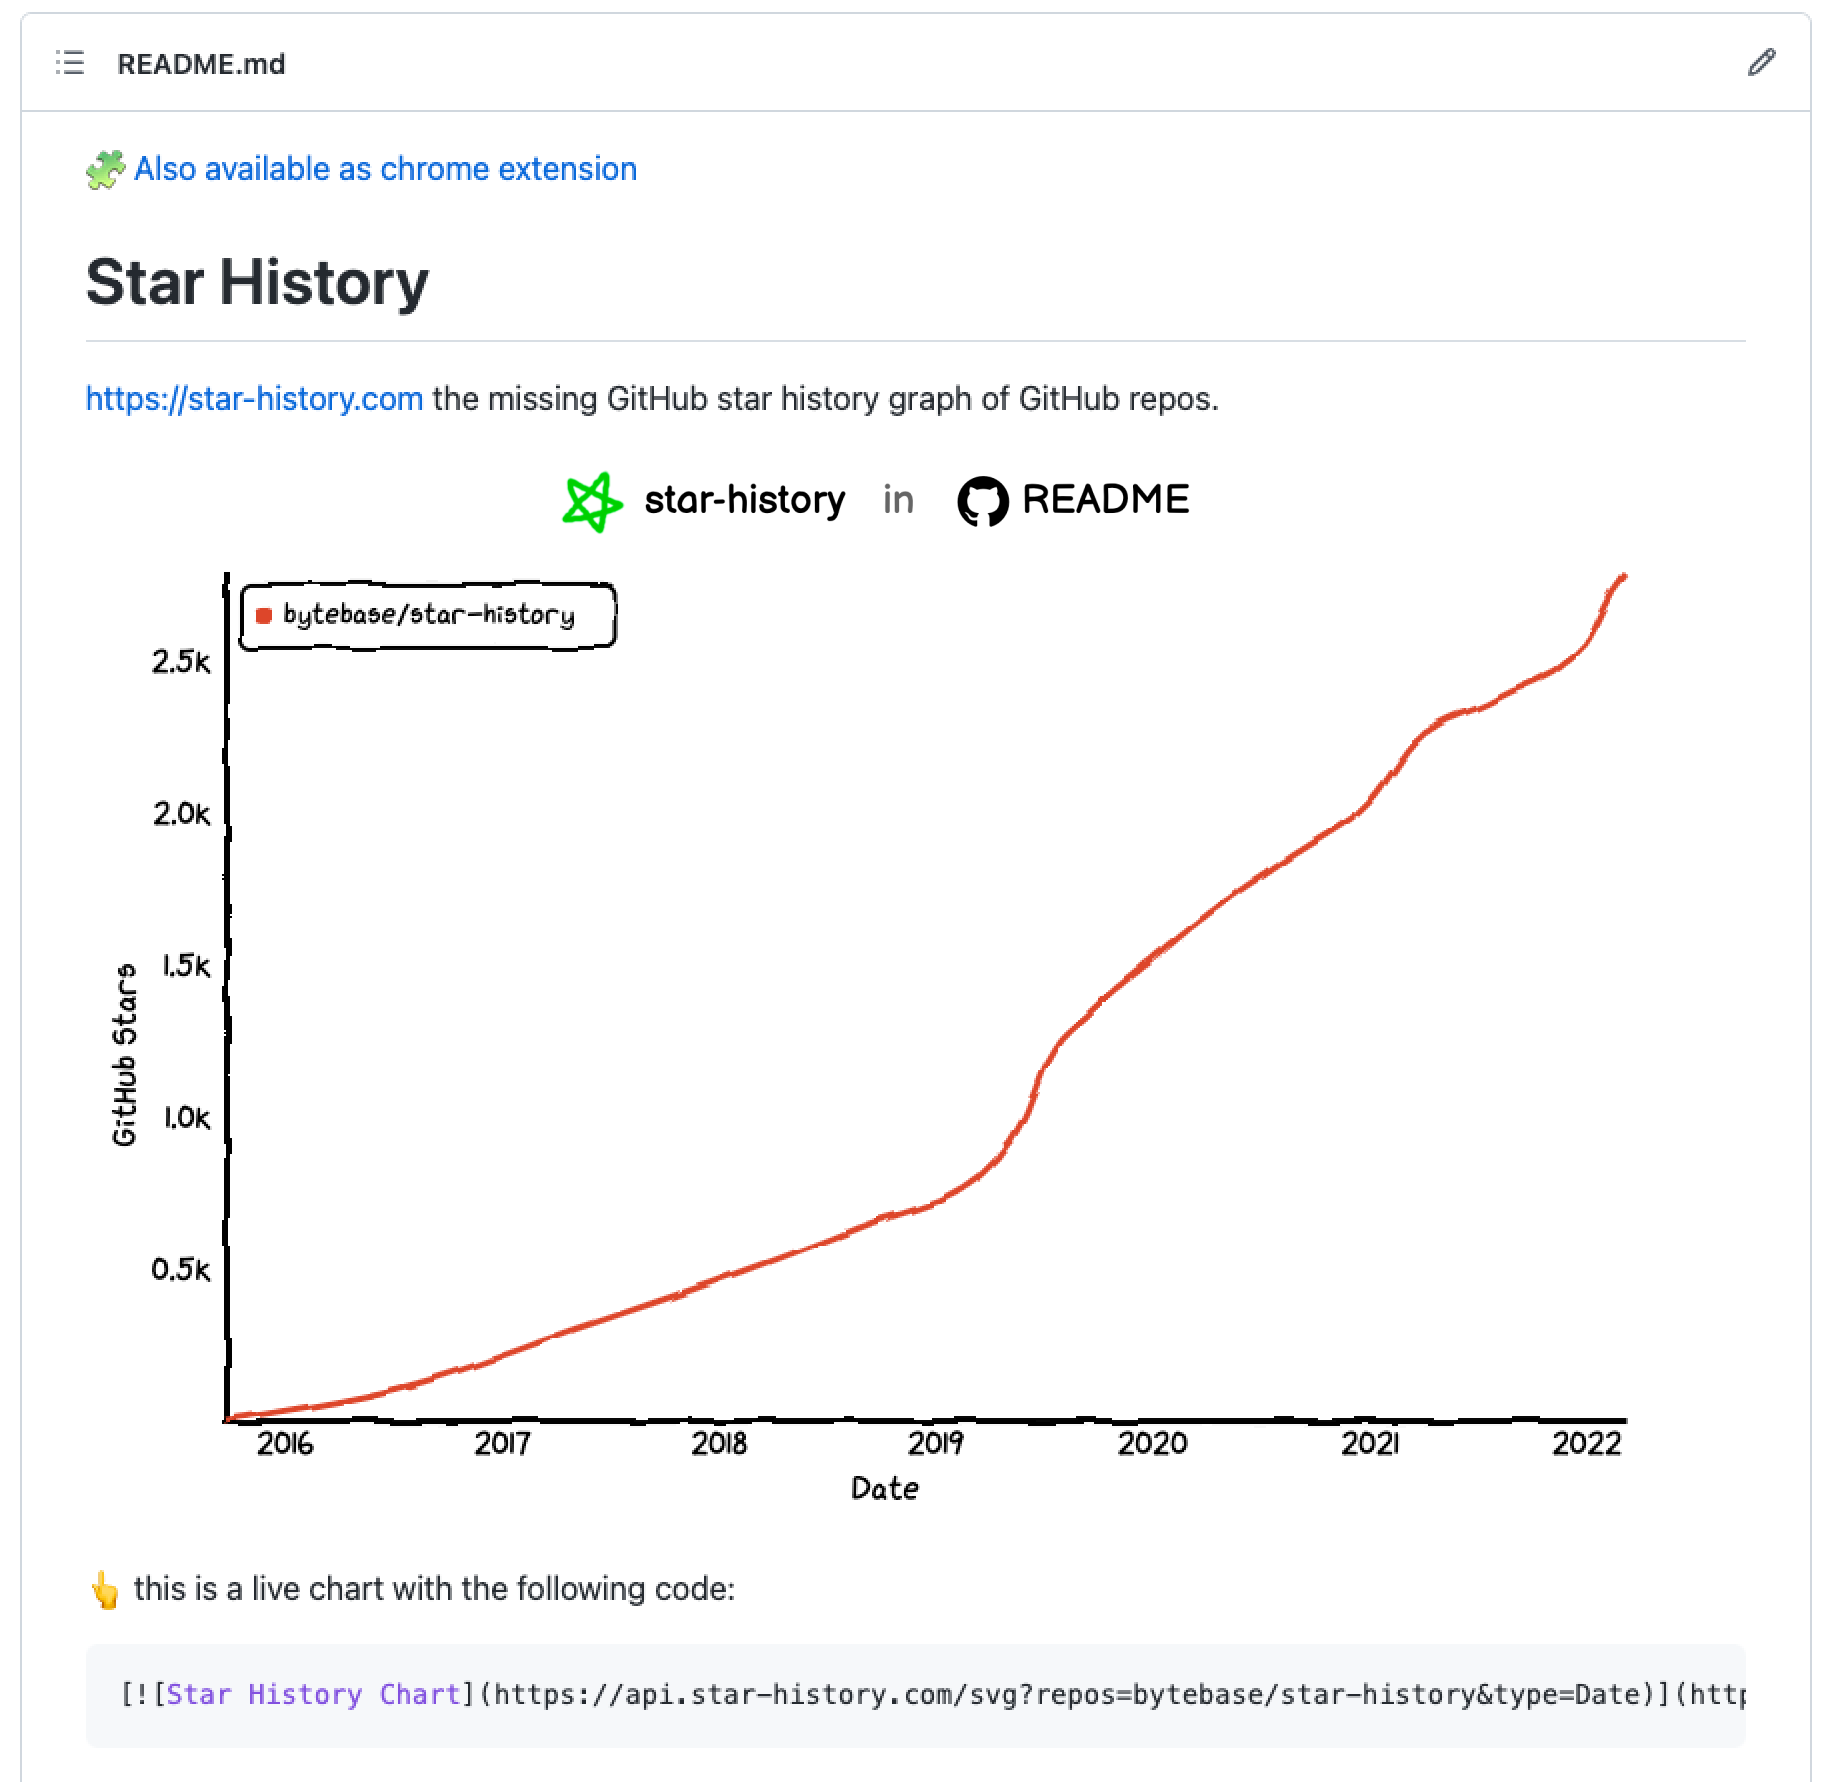 README.md
Also available as chrome extension
Star History
https://star-history.com the missing GitHub star history graph of GitHub repos.
star-history in README
bytebase/star-history
2.5k
2.0k
1.5k
1.0k
0.5k
GitHub Stars
2016 2017 2018 2019 2020 2021 2022
Date
this is a live chart with the following code:
[![Star History Chart](https://api.star-history.com/svg?repos=bytebase/star-history&type=Date)](http